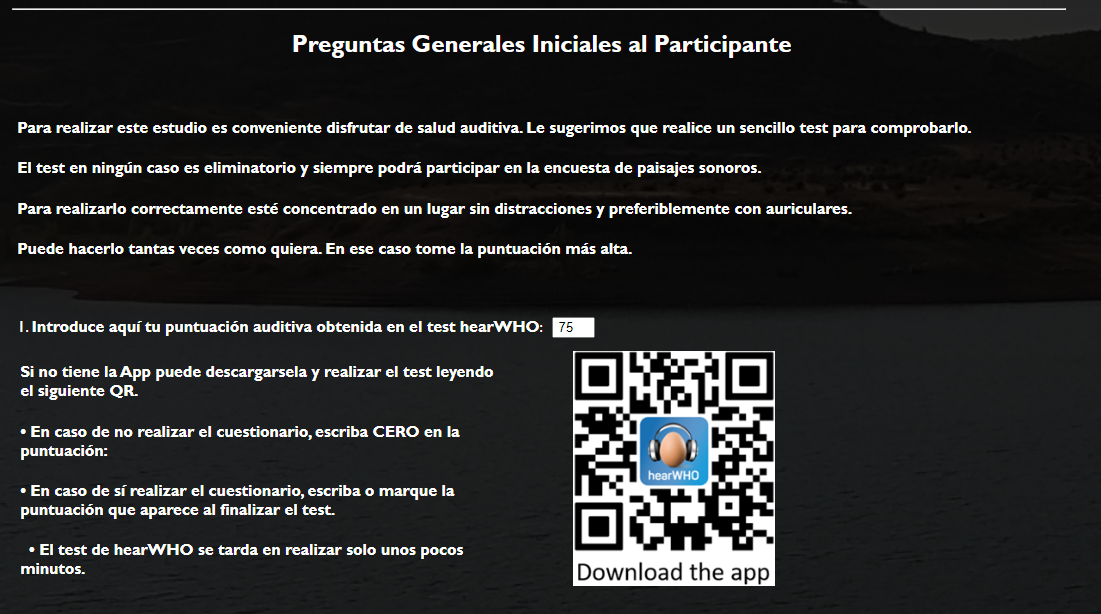 Preguntas Generales Iniciales al Participante
Para realizar este estudio es conveniente disfrutar de salud auditiva. Le sugerimos que realice un sencillo test para comprobarlo.
El test en ningún caso es eliminatorio y siempre podrá participar en la encuesta de paisajes sonoros.
Para realizarlo correctamente esté concentrado en un lugar sin distracciones y preferiblemente con auriculares.
Puede hacerlo tantas veces como quiera. En ese caso tome la puntuación más alta.
1. Introduce aquí tu puntuación auditiva obtenida en el test hearWHO: 75
Si no tiene la App puede descargarsela y realizar el test leyendo
el siguiente QR.
• En caso de no realizar el cuestionario, escriba CERO en la
puntuación:
• En caso de sí realizar el cuestionario, escriba o marque la
puntuación que aparece al finalizar el test.
• El test de hearWHO se tarda en realizar solo unos pocos
minutos.
hearWHO
Download the app